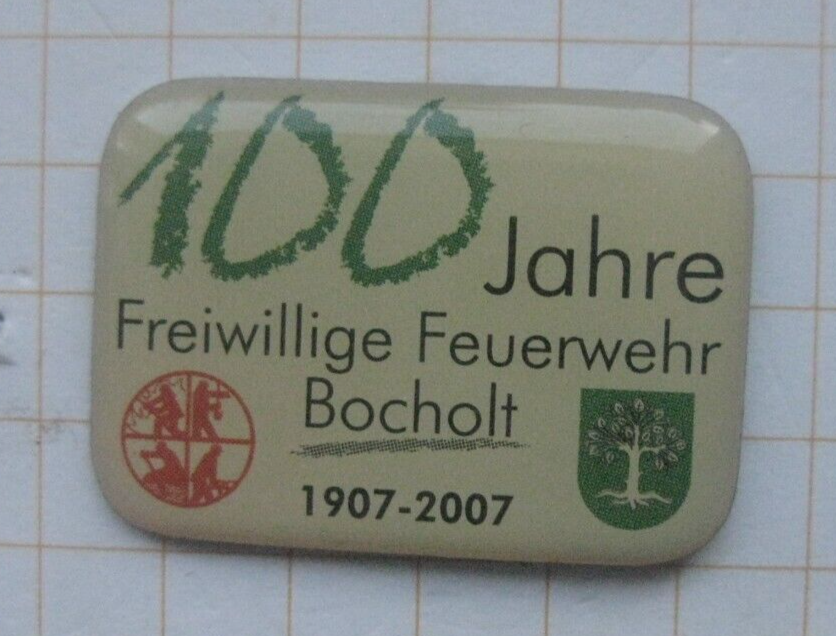 100 Jahre
Freiwillige Feuerwehr
Bocholt
1907-2007